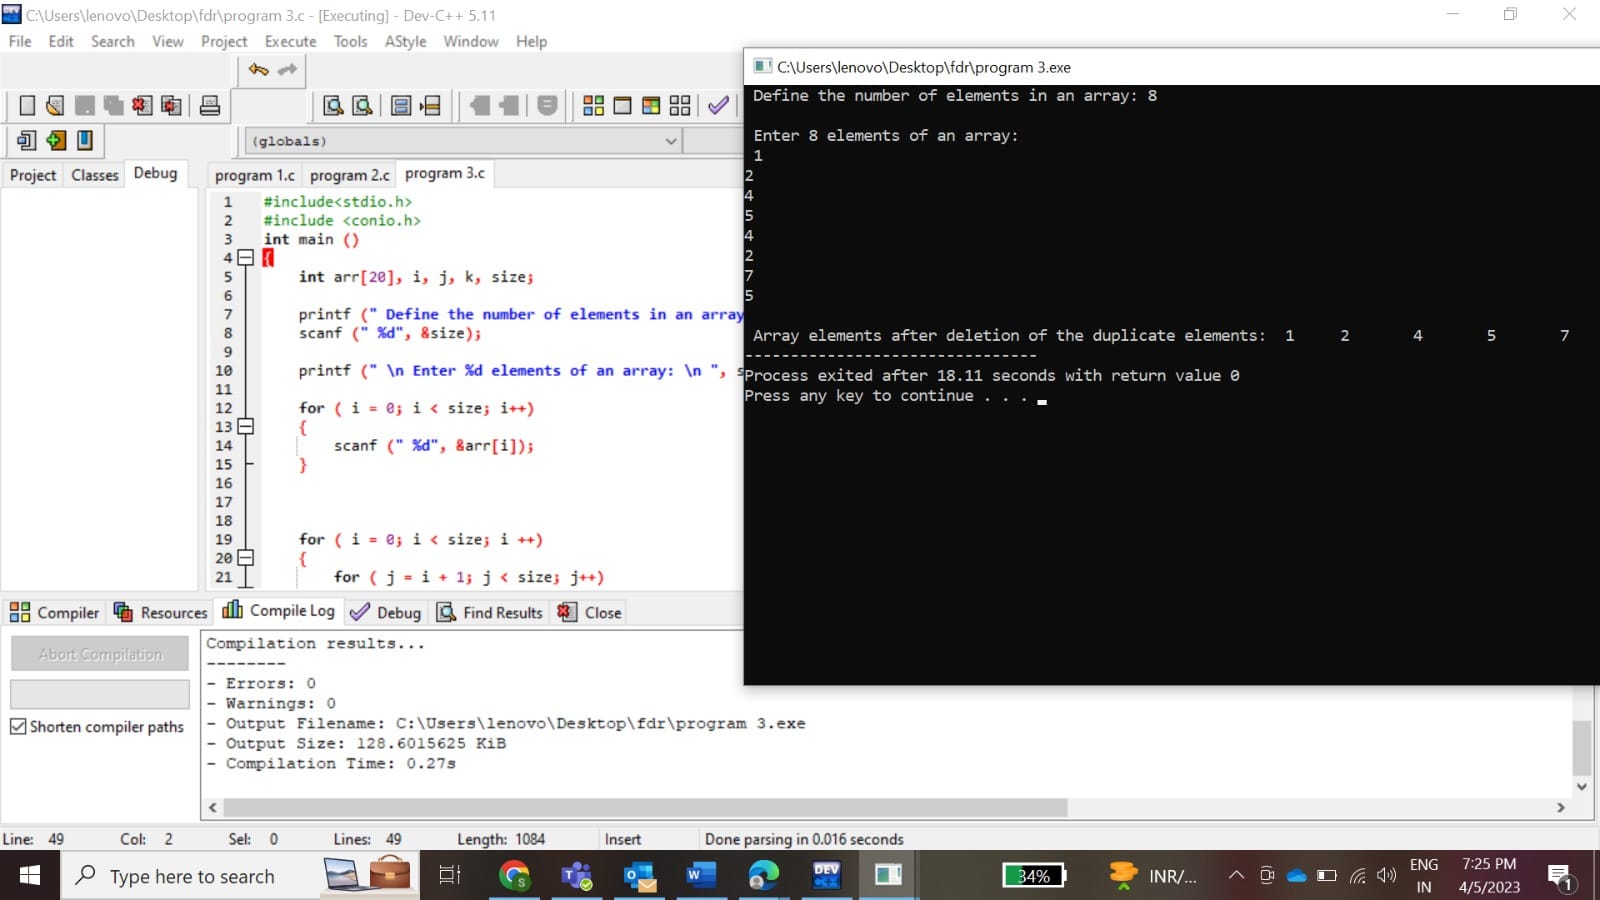 C:\Users\lenovo\Desktop\fdr\program 3.c - [Executing] - Dev-C++ 5.11
File Edit Search View Project Execute Tools AStyle Window Help
(globals)
Project Classes Debug
program 1.c program 2.c program 3.c
1 #include<stdio.h>
2 #include <conio.h>
3 int main ()
4 {
5 int arr[20], i, j, k, size;
6
7 printf (" Define the number of elements in an array
8 scanf (" %d", &size);
9
10 printf (" \n Enter %d elements of an array: \n ", s
11
12 for ( i = 0; i < size; i++)
13 {
14 scanf (" %d", &arr[i]);
15 }
16
17
18
19 for ( i = 0; i < size; i ++)
20 {
21 for ( j = i + 1; j < size; j++)
C:\Users\lenovo\Desktop\fdr\program 3.exe
Define the number of elements in an array: 8
Enter 8 elements of an array:
1
2
4
5
4
2
7
5
Array elements after deletion of the duplicate elements: 1 2 4 5 7
--------------------------------
Process exited after 18.11 seconds with return value 0
Press any key to continue . . .
Compiler Resources Compile Log Debug Find Results Close
Abort Compilation
Shorten compiler paths
Compilation results...
--------
- Errors: 0
- Warnings: 0
- Output Filename: C:\Users\lenovo\Desktop\fdr\program 3.exe
- Output Size: 128.6015625 KiB
- Compilation Time: 0.27s
Line: 49 Col: 2 Sel: 0 Lines: 49 Length: 1084 Insert Done parsing in 0.016 seconds
Type here to search
DEV
34%
INR/...
ENG
IN
7:25 PM
4/5/2023
1